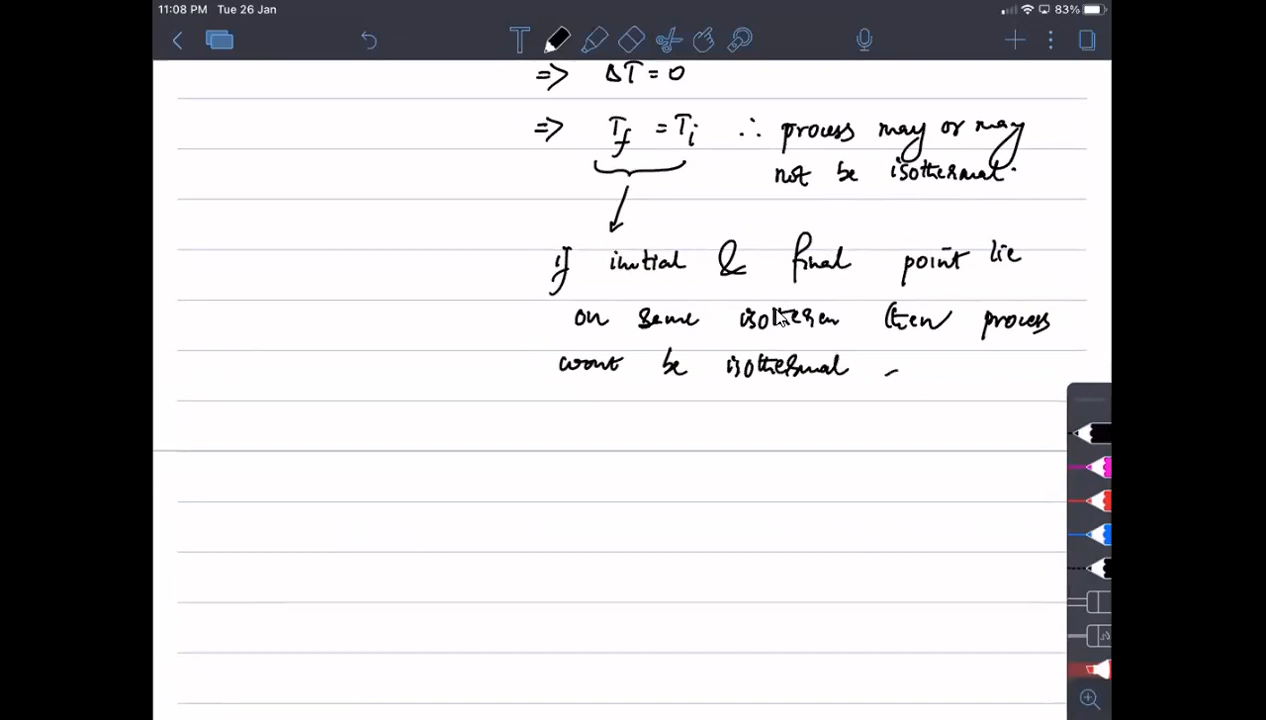 11:08 PM Tue 26 Jan
83%
T
=> ΔT = 0
=> Tf = Ti ∴ process may or may
not be isothermal.
if initial & final point lie
on same isotherm then process
wont be isothermal